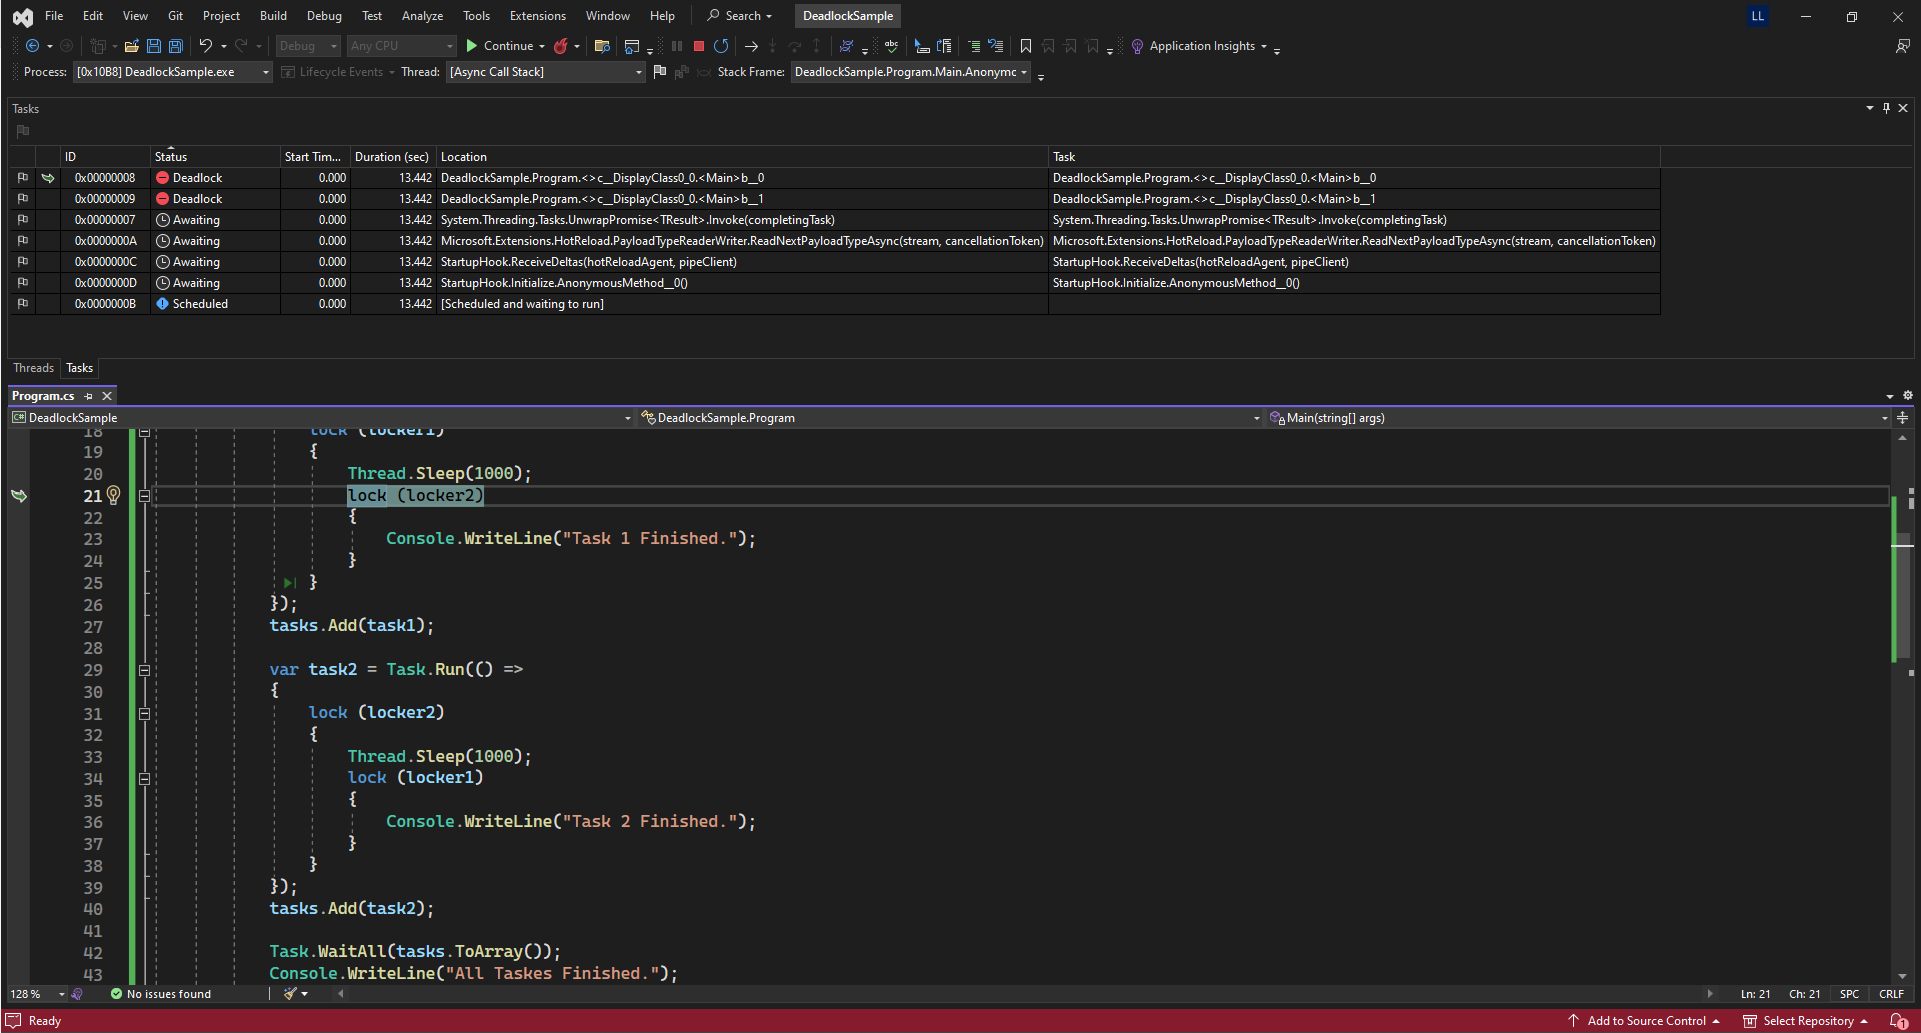 File Edit View Git Project Build Debug Test Analyze Tools Extensions Window Help Search DeadlockSample LL
Debug Any CPU Continue abc Application Insights
Process: [0x10B8] DeadlockSample.exe Lifecycle Events Thread: [Async Call Stack] Stack Frame: DeadlockSample.Program.Main.Anonymc
Tasks
ID Status Start Tim... Duration (sec) Location Task
0x00000008 Deadlock 0.000 13.442 DeadlockSample.Program.<>c__DisplayClass0_0.<Main>b__0 DeadlockSample.Program.<>c__DisplayClass0_0.<Main>b__0
0x00000009 Deadlock 0.000 13.442 DeadlockSample.Program.<>c__DisplayClass0_0.<Main>b__1 DeadlockSample.Program.<>c__DisplayClass0_0.<Main>b__1
0x00000007 Awaiting 0.000 13.442 System.Threading.Tasks.UnwrapPromise<TResult>.Invoke(completingTask) System.Threading.Tasks.UnwrapPromise<TResult>.Invoke(completingTask)
0x0000000A Awaiting 0.000 13.442 Microsoft.Extensions.HotReload.PayloadTypeReaderWriter.ReadNextPayloadTypeAsync(stream, cancellationToken) Microsoft.Extensions.HotReload.PayloadTypeReaderWriter.ReadNextPayloadTypeAsync(stream, cancellationToken)
0x0000000C Awaiting 0.000 13.442 StartupHook.ReceiveDeltas(hotReloadAgent, pipeClient) StartupHook.ReceiveDeltas(hotReloadAgent, pipeClient)
0x0000000D Awaiting 0.000 13.442 StartupHook.Initialize.AnonymousMethod__0() StartupHook.Initialize.AnonymousMethod__0()
0x0000000B Scheduled 0.000 13.442 [Scheduled and waiting to run]
Threads Tasks
Program.cs
C# DeadlockSample DeadlockSample.Program Main(string[] args)
18 lock (locker1)
19 {
20 Thread.Sleep(1000);
21 lock (locker2)
22 {
23 Console.WriteLine("Task 1 Finished.");
24 }
25 }
26 });
27 tasks.Add(task1);
28
29 var task2 = Task.Run(() =>
30 {
31 lock (locker2)
32 {
33 Thread.Sleep(1000);
34 lock (locker1)
35 {
36 Console.WriteLine("Task 2 Finished.");
37 }
38 }
39 });
40 tasks.Add(task2);
41
42 Task.WaitAll(tasks.ToArray());
43 Console.WriteLine("All Taskes Finished.");
128 % No issues found Ln: 21 Ch: 21 SPC CRLF
Ready Add to Source Control Select Repository 1